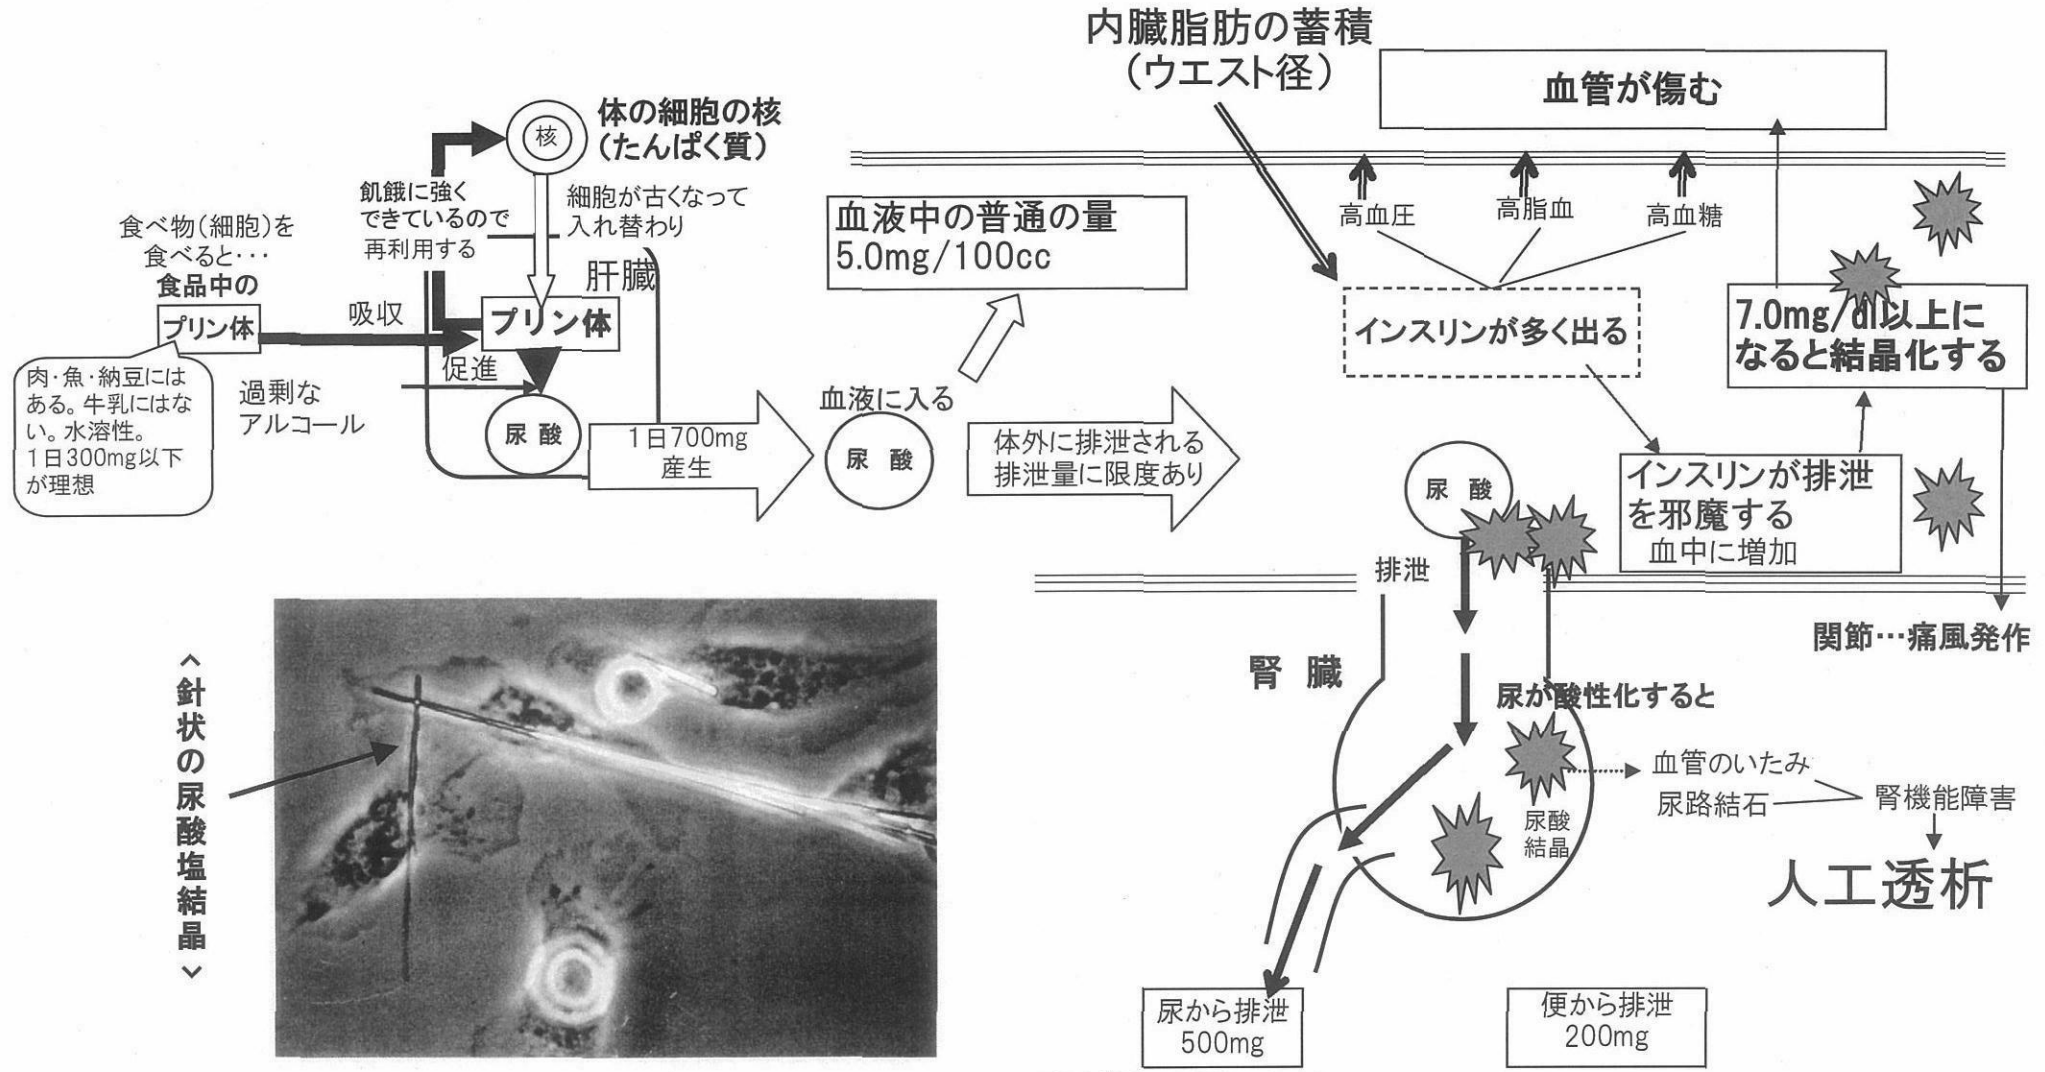 内臓脂肪の蓄積
(ウエスト径)
血管が傷む
核
体の細胞の核
(たんぱく質)
飢餓に強く
できているので
再利用する
細胞が古くなって
入れ替わり
食べ物(細胞)を
食べると・・・
食品中の
プリン体
吸収
肝臓
プリン体
促進
肉・魚・納豆には
ある。牛乳にはな
い。水溶性。
1日300mg以下
が理想
過剰な
アルコール
尿 酸
1日700mg
産生
血液中の普通の量
5.0mg/100cc
血液に入る
尿 酸
体外に排泄される
排泄量に限度あり
高血圧
高脂血
高血糖
インスリンが多く出る
7.0mg/dl以上に
なると結晶化する
尿 酸
インスリンが排泄
を邪魔する
血中に増加
排泄
関節…痛風発作
腎 臓
尿が酸性化すると
血管のいたみ
尿路結石
腎機能障害
尿酸
結晶
人工透析
尿から排泄
500mg
便から排泄
200mg
<針状の尿酸塩結晶>